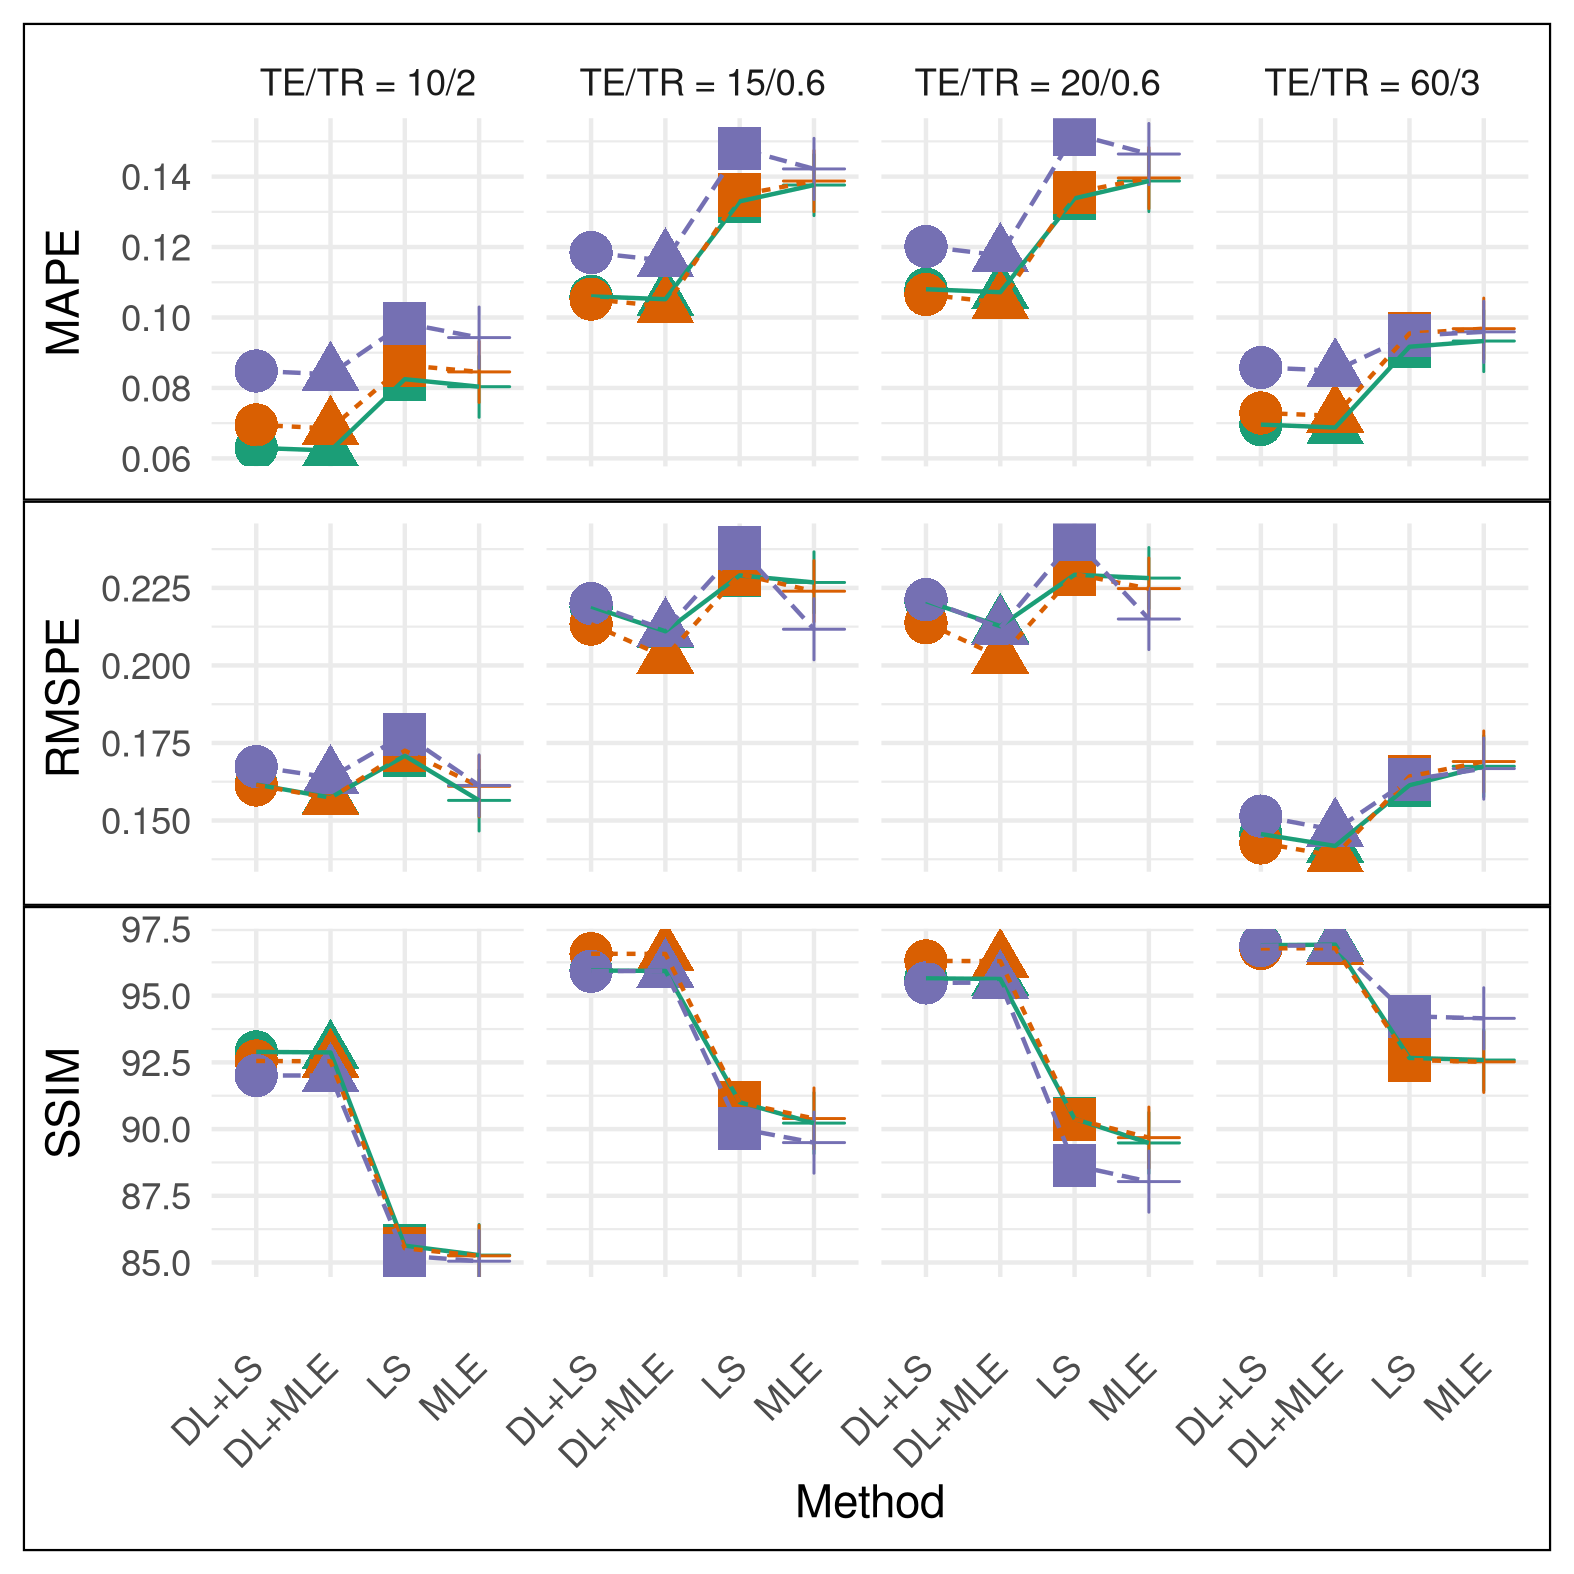 TE/TR = 10/2 TE/TR = 15/0.6 TE/TR = 20/0.6 TE/TR = 60/3
MAPE
0.14
0.12
0.10
0.08
0.06
RMSPE
0.225
0.200
0.175
0.150
SSIM
97.5
95.0
92.5
90.0
87.5
85.0
DL+LS DL+MLE LS MLE DL+LS DL+MLE LS MLE DL+LS DL+MLE LS MLE DL+LS DL+MLE LS MLE
Method